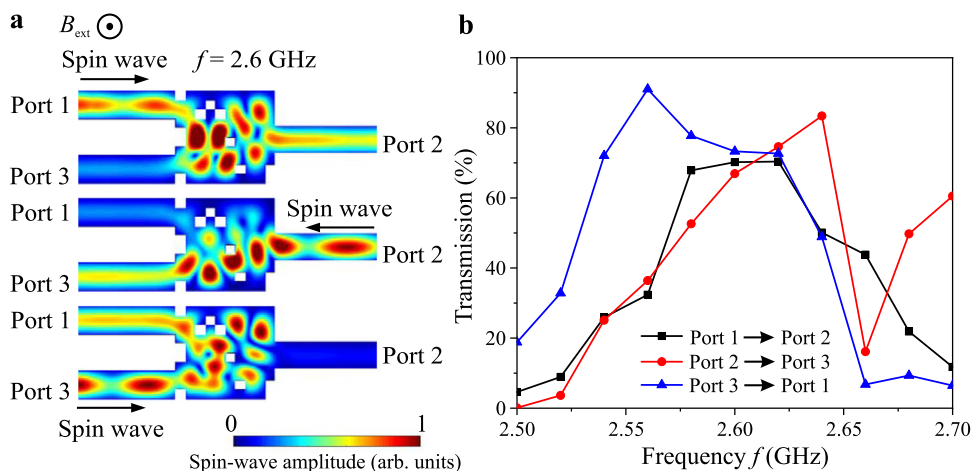 a
B_ext
Spin wave
f = 2.6 GHz
Port 1
Port 2
Port 3
Port 1
Spin wave
Port 2
Port 3
Port 1
Port 2
Port 3
Spin wave
0
1
Spin-wave amplitude (arb. units)
b
100
80
60
40
20
0
Transmission (%)
Port 1 → Port 2
Port 2 → Port 3
Port 3 → Port 1
2.50
2.55
2.60
2.65
2.70
Frequency f (GHz)